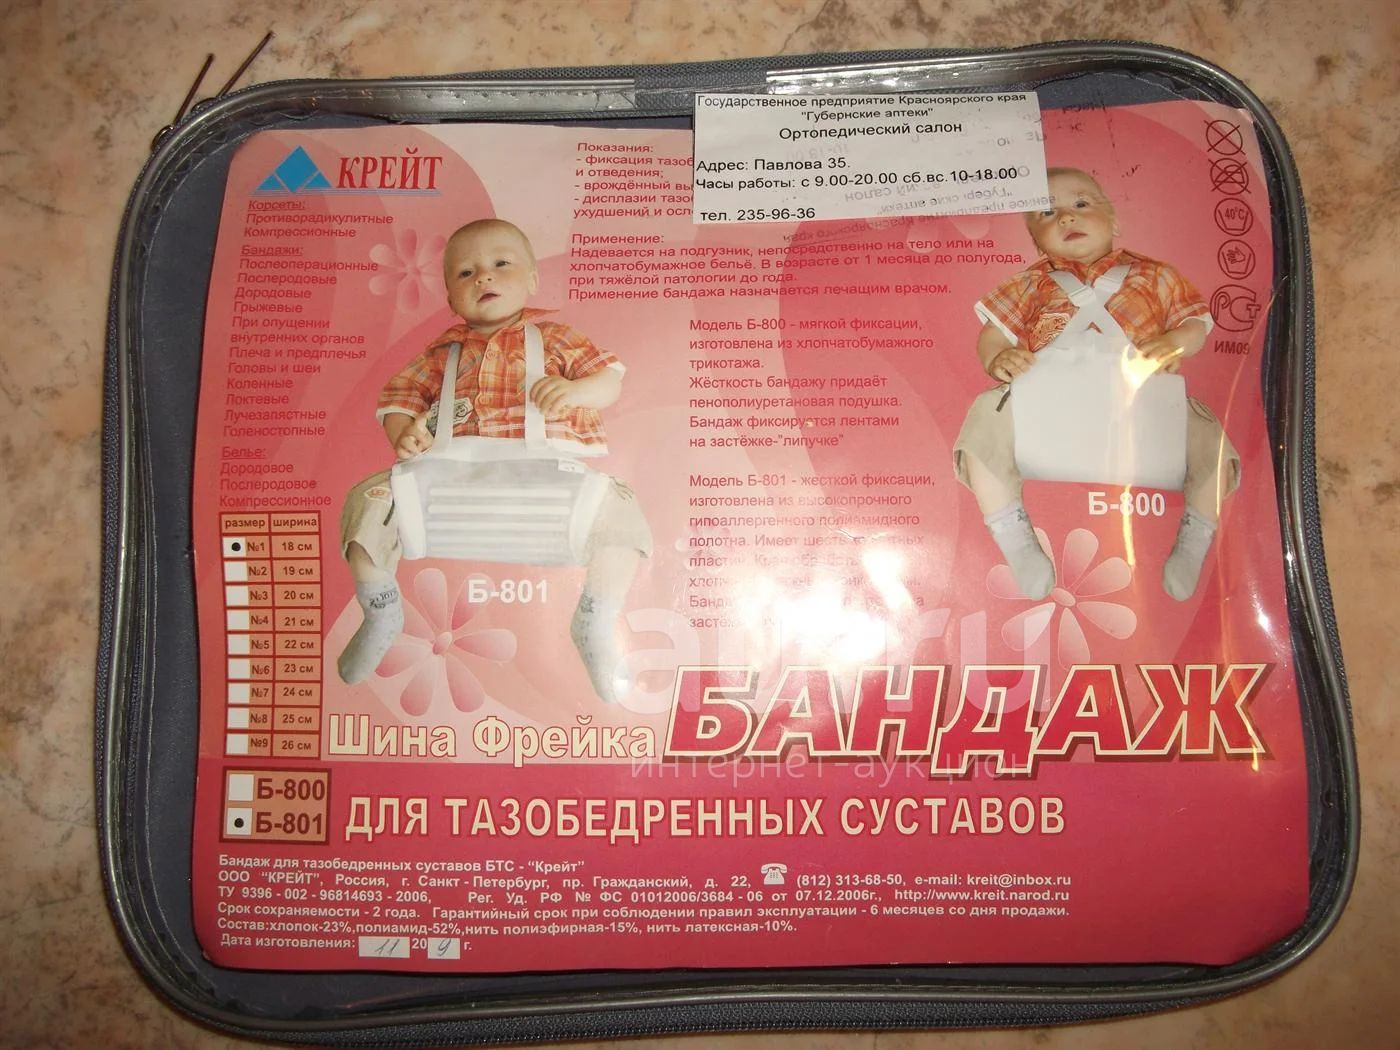 Государственное предприятие Красноярского края
"Губернские аптеки"
Ортопедический салон
Адрес: Павлова 35.
Часы работы: с 9.00-20.00 сб.вс.10-18.00
тел. 235-96-36
КРЕЙТ
Корсеты:
Противорадикулитные
Компрессионные
Бандажи:
Послеоперационные
Послеродовые
Дородовые
Грыжевые
При опущении
внутренних органов
Плеча и предплечья
Головы и шеи
Коленные
Локтевые
Лучезапястные
Голеностопные
Белье:
Дородовое
Послеродовое
Компрессионное
размер ширина
№1 18 см
№2 19 см
№3 20 см
№4 21 см
№5 22 см
№6 23 см
№7 24 см
№8 25 см
№9 26 см
Б-800
Б-801
Показания:
- фиксация тазоб
и отведения;
- врождённый вы
- дисплазии тазо
ухудшений и осл
Применение:
Надевается на подгузник, непосредственно на тело или на
хлопчатобумажное бельё. В возрасте от 1 месяца до полугода,
при тяжёлой патологии до года.
Применение бандажа назначается лечащим врачом.
Модель Б-800 - мягкой фиксации,
изготовлена из хлопчатобумажного
трикотажа.
Жёсткость бандажу придаёт
пенополиуретановая подушка.
Бандаж фиксируется лентами
на застёжке-"липучке"
Модель Б-801 - жесткой фиксации,
изготовлена из высокопрочного
гипоаллергенного полиамидного
полотна. Имеет шесть
пластин.
40°C
ИМ09
Б-801
Б-800
au.ru
интернет-аукцион
Шина Фрейка БАНДАЖ
ДЛЯ ТАЗОБЕДРЕННЫХ СУСТАВОВ
Бандаж для тазобедренных суставов БТС - "Крейт"
ООО "КРЕЙТ", Россия, г. Санкт-Петербург, пр. Гражданский, д. 22, (812) 313-68-50, e-mail: kreit@inbox.ru
ТУ 9396 - 002 - 96814693 - 2006, Рег. Уд. РФ № ФС 01012006/3684 - 06 от 07.12.2006г., http://www.kreit.narod.ru
Срок сохраняемости - 2 года. Гарантийный срок при соблюдении правил эксплуатации - 6 месяцев со дня продажи.
Состав:хлопок-23%,полиамид-52%,нить полиэфирная-15%, нить латексная-10%.
Дата изготовления: 11 20 9 г.